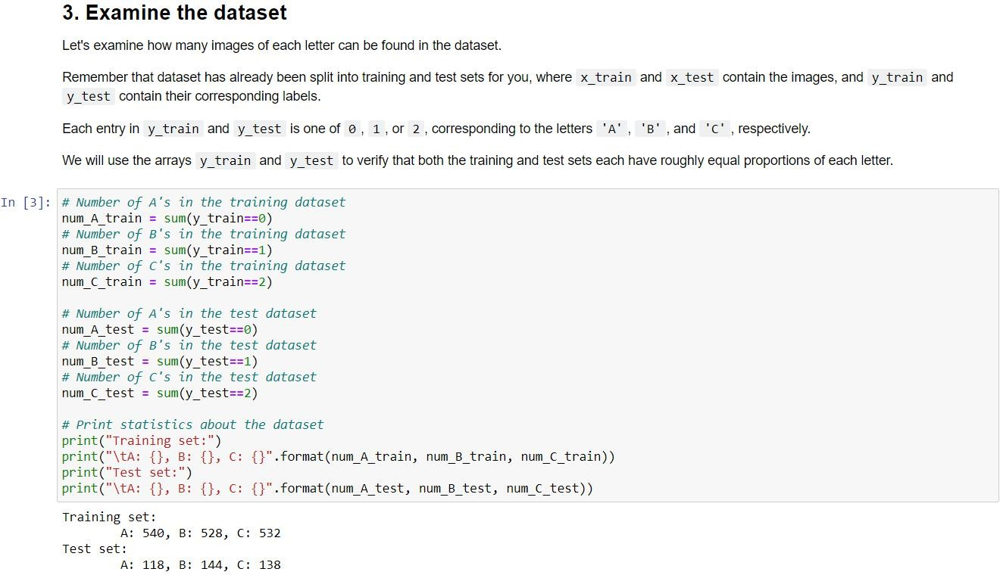 3. Examine the dataset
Let's examine how many images of each letter can be found in the dataset.
Remember that dataset has already been split into training and test sets for you, where x_train and x_test contain the images, and y_train and
y_test contain their corresponding labels.
Each entry in y_train and y_test is one of 0 , 1 , or 2 , corresponding to the letters 'A' , 'B' , and 'C' , respectively.
We will use the arrays y_train and y_test to verify that both the training and test sets each have roughly equal proportions of each letter.
In [3]: # Number of A's in the training dataset
num_A_train = sum(y_train==0)
# Number of B's in the training dataset
num_B_train = sum(y_train==1)
# Number of C's in the training dataset
num_C_train = sum(y_train==2)
# Number of A's in the test dataset
num_A_test = sum(y_test==0)
# Number of B's in the test dataset
num_B_test = sum(y_test==1)
# Number of C's in the test dataset
num_C_test = sum(y_test==2)
# Print statistics about the dataset
print("Training set:")
print("\tA: {}, B: {}, C: {}".format(num_A_train, num_B_train, num_C_train))
print("Test set:")
print("\tA: {}, B: {}, C: {}".format(num_A_test, num_B_test, num_C_test))
Training set:
A: 540, B: 528, C: 532
Test set:
A: 118, B: 144, C: 138